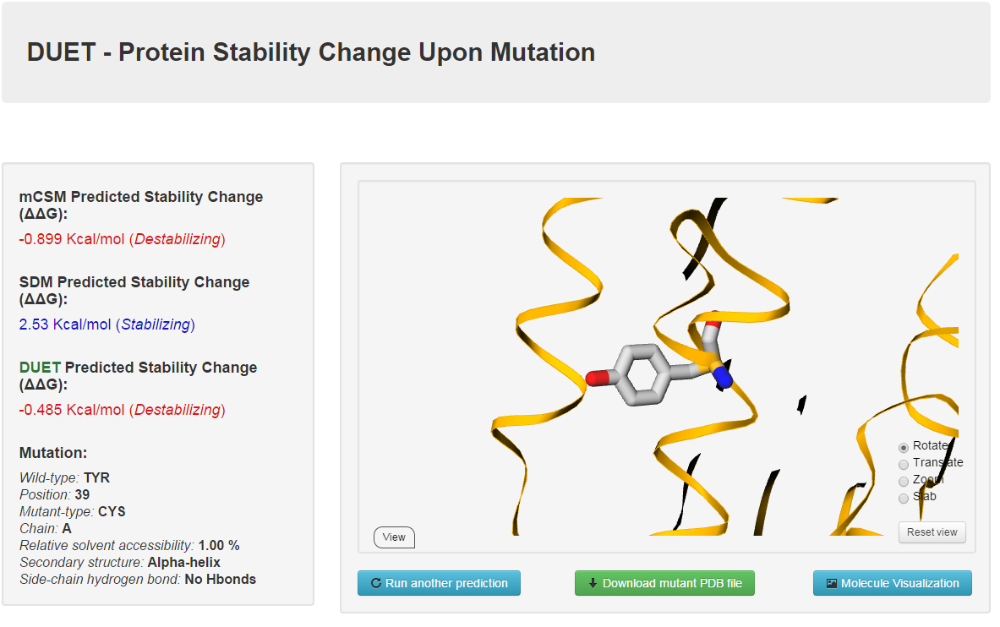 DUET - Protein Stability Change Upon Mutation
mCSM Predicted Stability Change
(ΔΔG):
-0.899 Kcal/mol (Destabilizing)
SDM Predicted Stability Change
(ΔΔG):
2.53 Kcal/mol (Stabilizing)
DUET Predicted Stability Change
(ΔΔG):
-0.485 Kcal/mol (Destabilizing)
Mutation:
Wild-type: TYR
Position: 39
Mutant-type: CYS
Chain: A
Relative solvent accessibility: 1.00 %
Secondary structure: Alpha-helix
Side-chain hydrogen bond: No Hbonds
Rotate
Translate
Zoom
Slab
View
Reset view
Run another prediction
Download mutant PDB file
Molecule Visualization